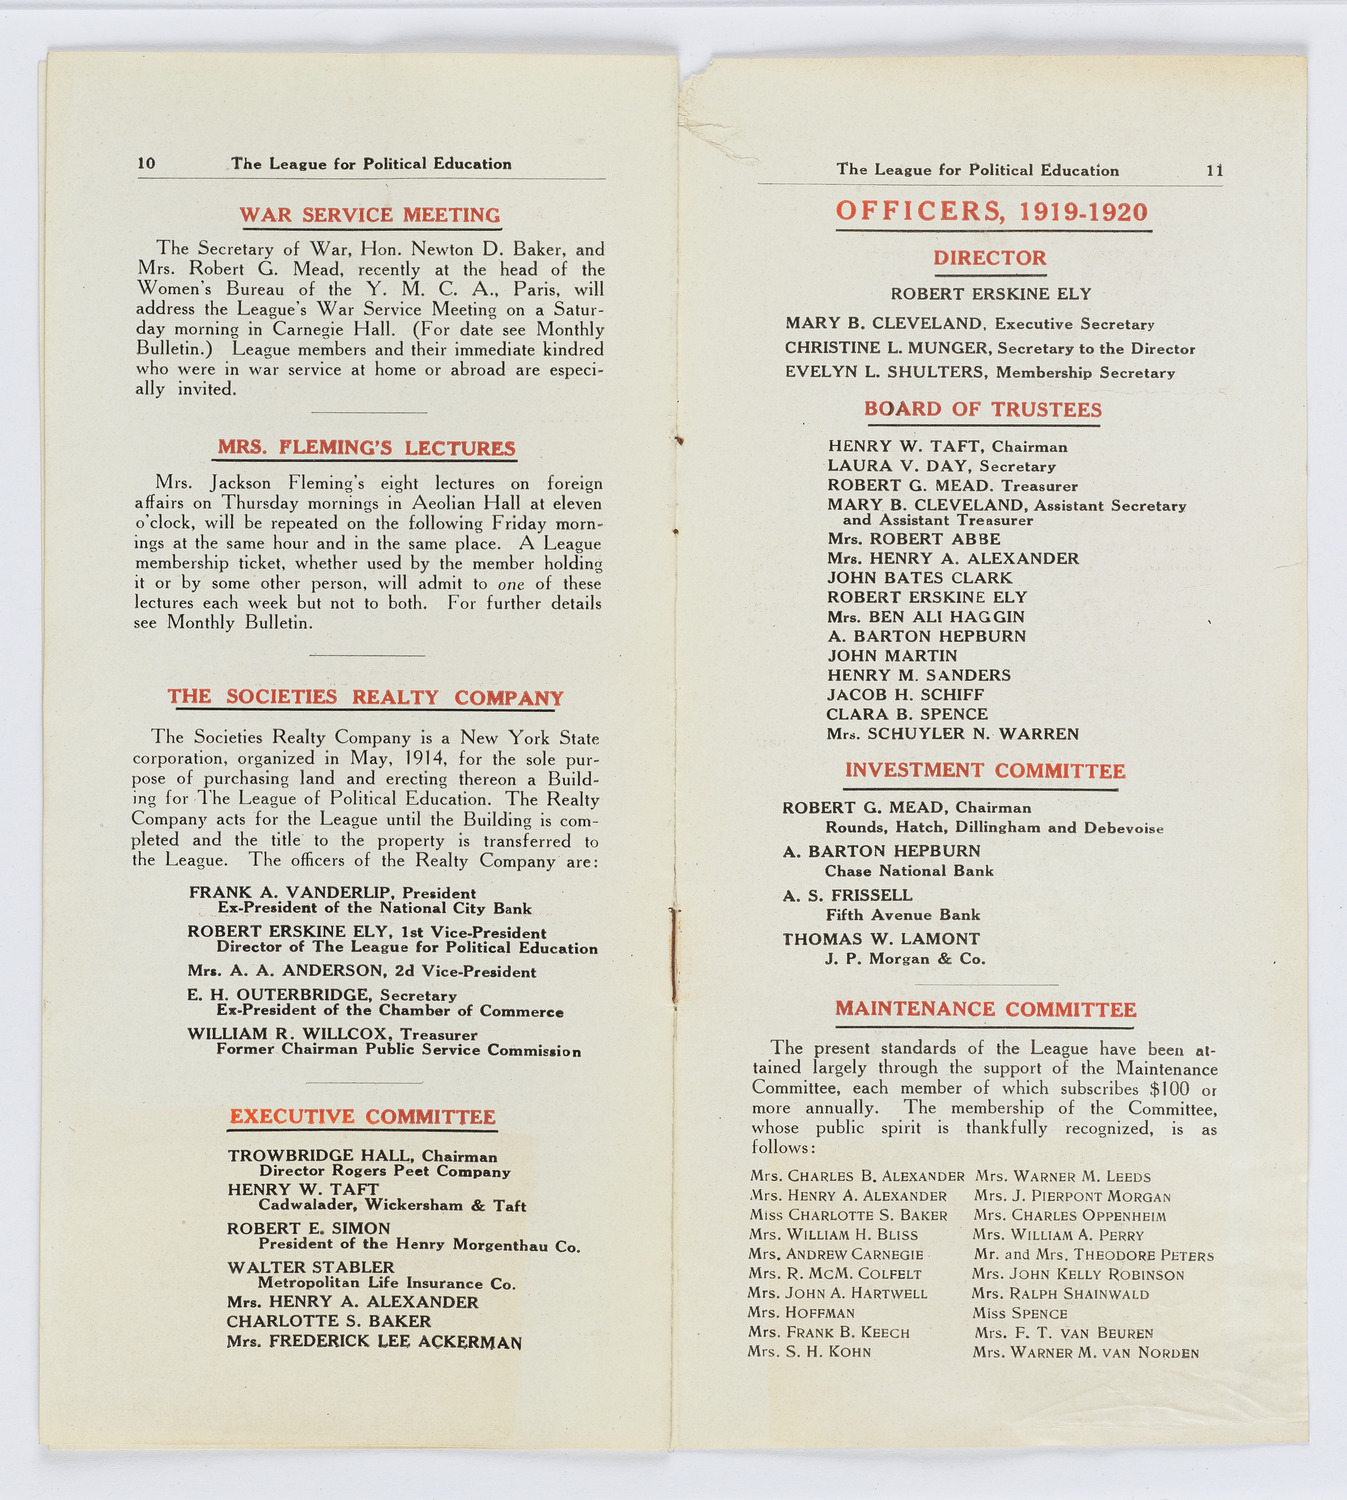 10 The League for Political Education
WAR SERVICE MEETING
The Secretary of War, Hon. Newton D. Baker, and
Mrs. Robert G. Mead, recently at the head of the
Women's Bureau of the Y. M. C. A., Paris, will
address the League's War Service Meeting on a Satur-
day morning in Carnegie Hall. (For date see Monthly
Bulletin.) League members and their immediate kindred
who were in war service at home or abroad are especi-
ally invited.
MRS. FLEMING'S LECTURES
Mrs. Jackson Fleming's eight lectures on foreign
affairs on Thursday mornings in Aeolian Hall at eleven
o'clock, will be repeated on the following Friday morn-
ings at the same hour and in the same place. A League
membership ticket, whether used by the member holding
it or by some other person, will admit to one of these
lectures each week but not to both. For further details
see Monthly Bulletin.
THE SOCIETIES REALTY COMPANY
The Societies Realty Company is a New York State
corporation, organized in May, 1914, for the sole pur-
pose of purchasing land and erecting thereon a Build-
ing for The League of Political Education. The Realty
Company acts for the League until the Building is com-
pleted and the title to the property is transferred to
the League. The officers of the Realty Company are:
FRANK A. VANDERLIP, President
Ex-President of the National City Bank
ROBERT ERSKINE ELY, 1st Vice-President
Director of The League for Political Education
Mrs. A. A. ANDERSON, 2d Vice-President
E. H. OUTERBRIDGE, Secretary
Ex-President of the Chamber of Commerce
WILLIAM R. WILLCOX, Treasurer
Former Chairman Public Service Commission
EXECUTIVE COMMITTEE
TROWBRIDGE HALL, Chairman
Director Rogers Peet Company
HENRY W. TAFT
Cadwalader, Wickersham & Taft
ROBERT E. SIMON
President of the Henry Morgenthau Co.
WALTER STABLER
Metropolitan Life Insurance Co.
Mrs. HENRY A. ALEXANDER
CHARLOTTE S. BAKER
Mrs. FREDERICK LEE ACKERMAN
The League for Political Education 11
OFFICERS, 1919-1920
DIRECTOR
ROBERT ERSKINE ELY
MARY B. CLEVELAND, Executive Secretary
CHRISTINE L. MUNGER, Secretary to the Director
EVELYN L. SHULTERS, Membership Secretary
BOARD OF TRUSTEES
HENRY W. TAFT, Chairman
LAURA V. DAY, Secretary
ROBERT G. MEAD. Treasurer
MARY B. CLEVELAND, Assistant Secretary
and Assistant Treasurer
Mrs. ROBERT ABBE
Mrs. HENRY A. ALEXANDER
JOHN BATES CLARK
ROBERT ERSKINE ELY
Mrs. BEN ALI HAGGIN
A. BARTON HEPBURN
JOHN MARTIN
HENRY M. SANDERS
JACOB H. SCHIFF
CLARA B. SPENCE
Mrs. SCHUYLER N. WARREN
INVESTMENT COMMITTEE
ROBERT G. MEAD, Chairman
Rounds, Hatch, Dillingham and Debevoise
A. BARTON HEPBURN
Chase National Bank
A. S. FRISSELL
Fifth Avenue Bank
THOMAS W. LAMONT
J. P. Morgan & Co.
MAINTENANCE COMMITTEE
The present standards of the League have been at-
tained largely through the support of the Maintenance
Committee, each member of which subscribes $100 or
more annually. The membership of the Committee,
whose public spirit is thankfully recognized, is as
follows:
Mrs. CHARLES B. ALEXANDER Mrs. WARNER M. LEEDS
Mrs. HENRY A. ALEXANDER Mrs. J. PIERPONT MORGAN
Miss CHARLOTTE S. BAKER Mrs. CHARLES OPPENHEIM
Mrs. WILLIAM H. BLISS Mrs. WILLIAM A. PERRY
Mrs. ANDREW CARNEGIE Mr. and Mrs. THEODORE PETERS
Mrs. R. McM. COLFELT Mrs. JOHN KELLY ROBINSON
Mrs. JOHN A. HARTWELL Mrs. RALPH SHAINWALD
Mrs. HOFFMAN Miss SPENCE
Mrs. FRANK B. KEECH Mrs. F. T. VAN BEUREN
Mrs. S. H. KOHN Mrs. WARNER M. VAN NORDEN